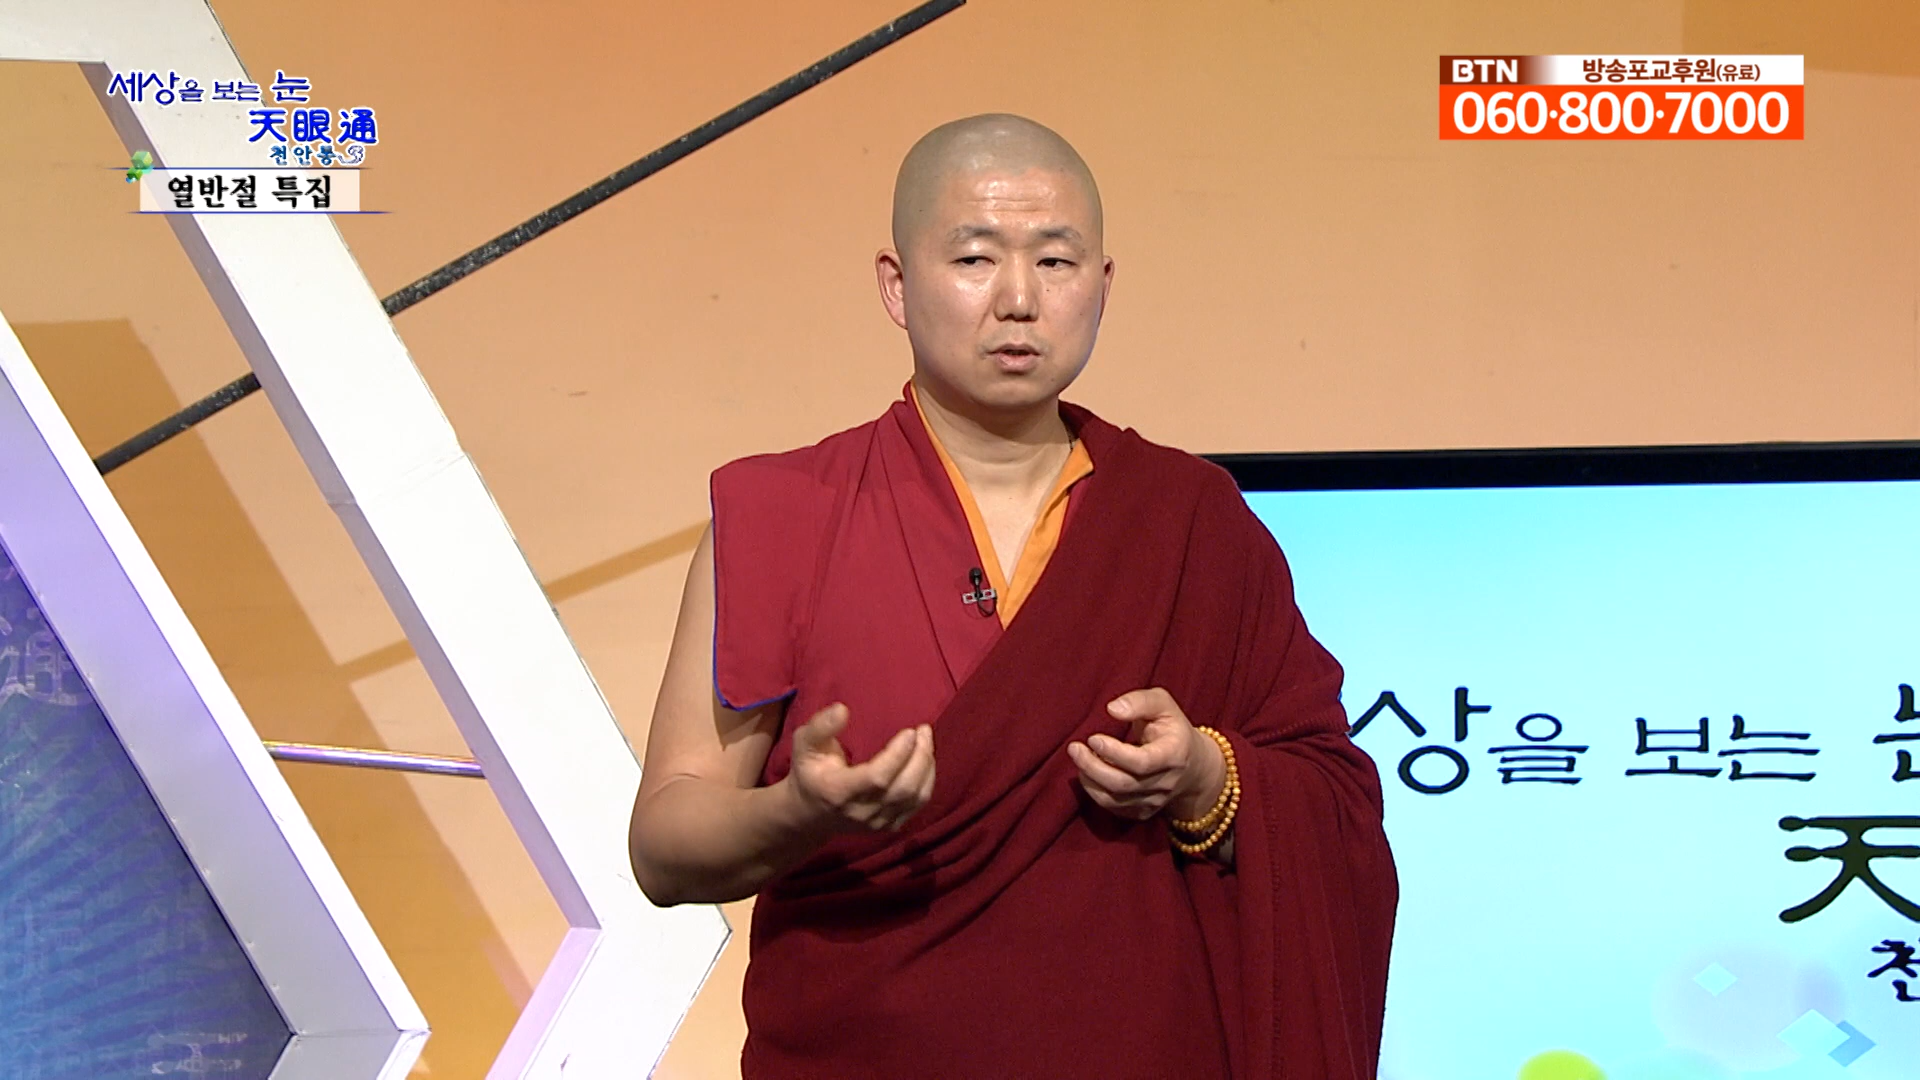 세상을 보는 눈
天眼通
천안통3
열반절 특집
BTN 방송포교후원(유료)
060·800·7000
상을 보는
天
천